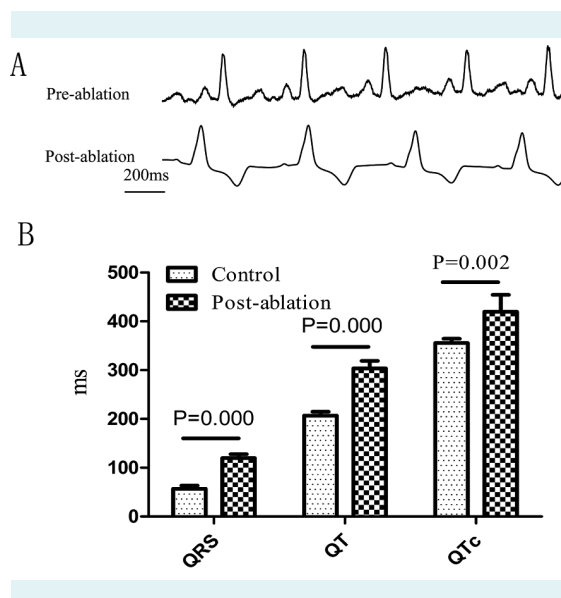 A
Pre-ablation
Post-ablation
200ms
B
ms
500
400
300
200
100
0
Control
Post-ablation
P=0.000
P=0.000
P=0.002
QRS
QT
QTc